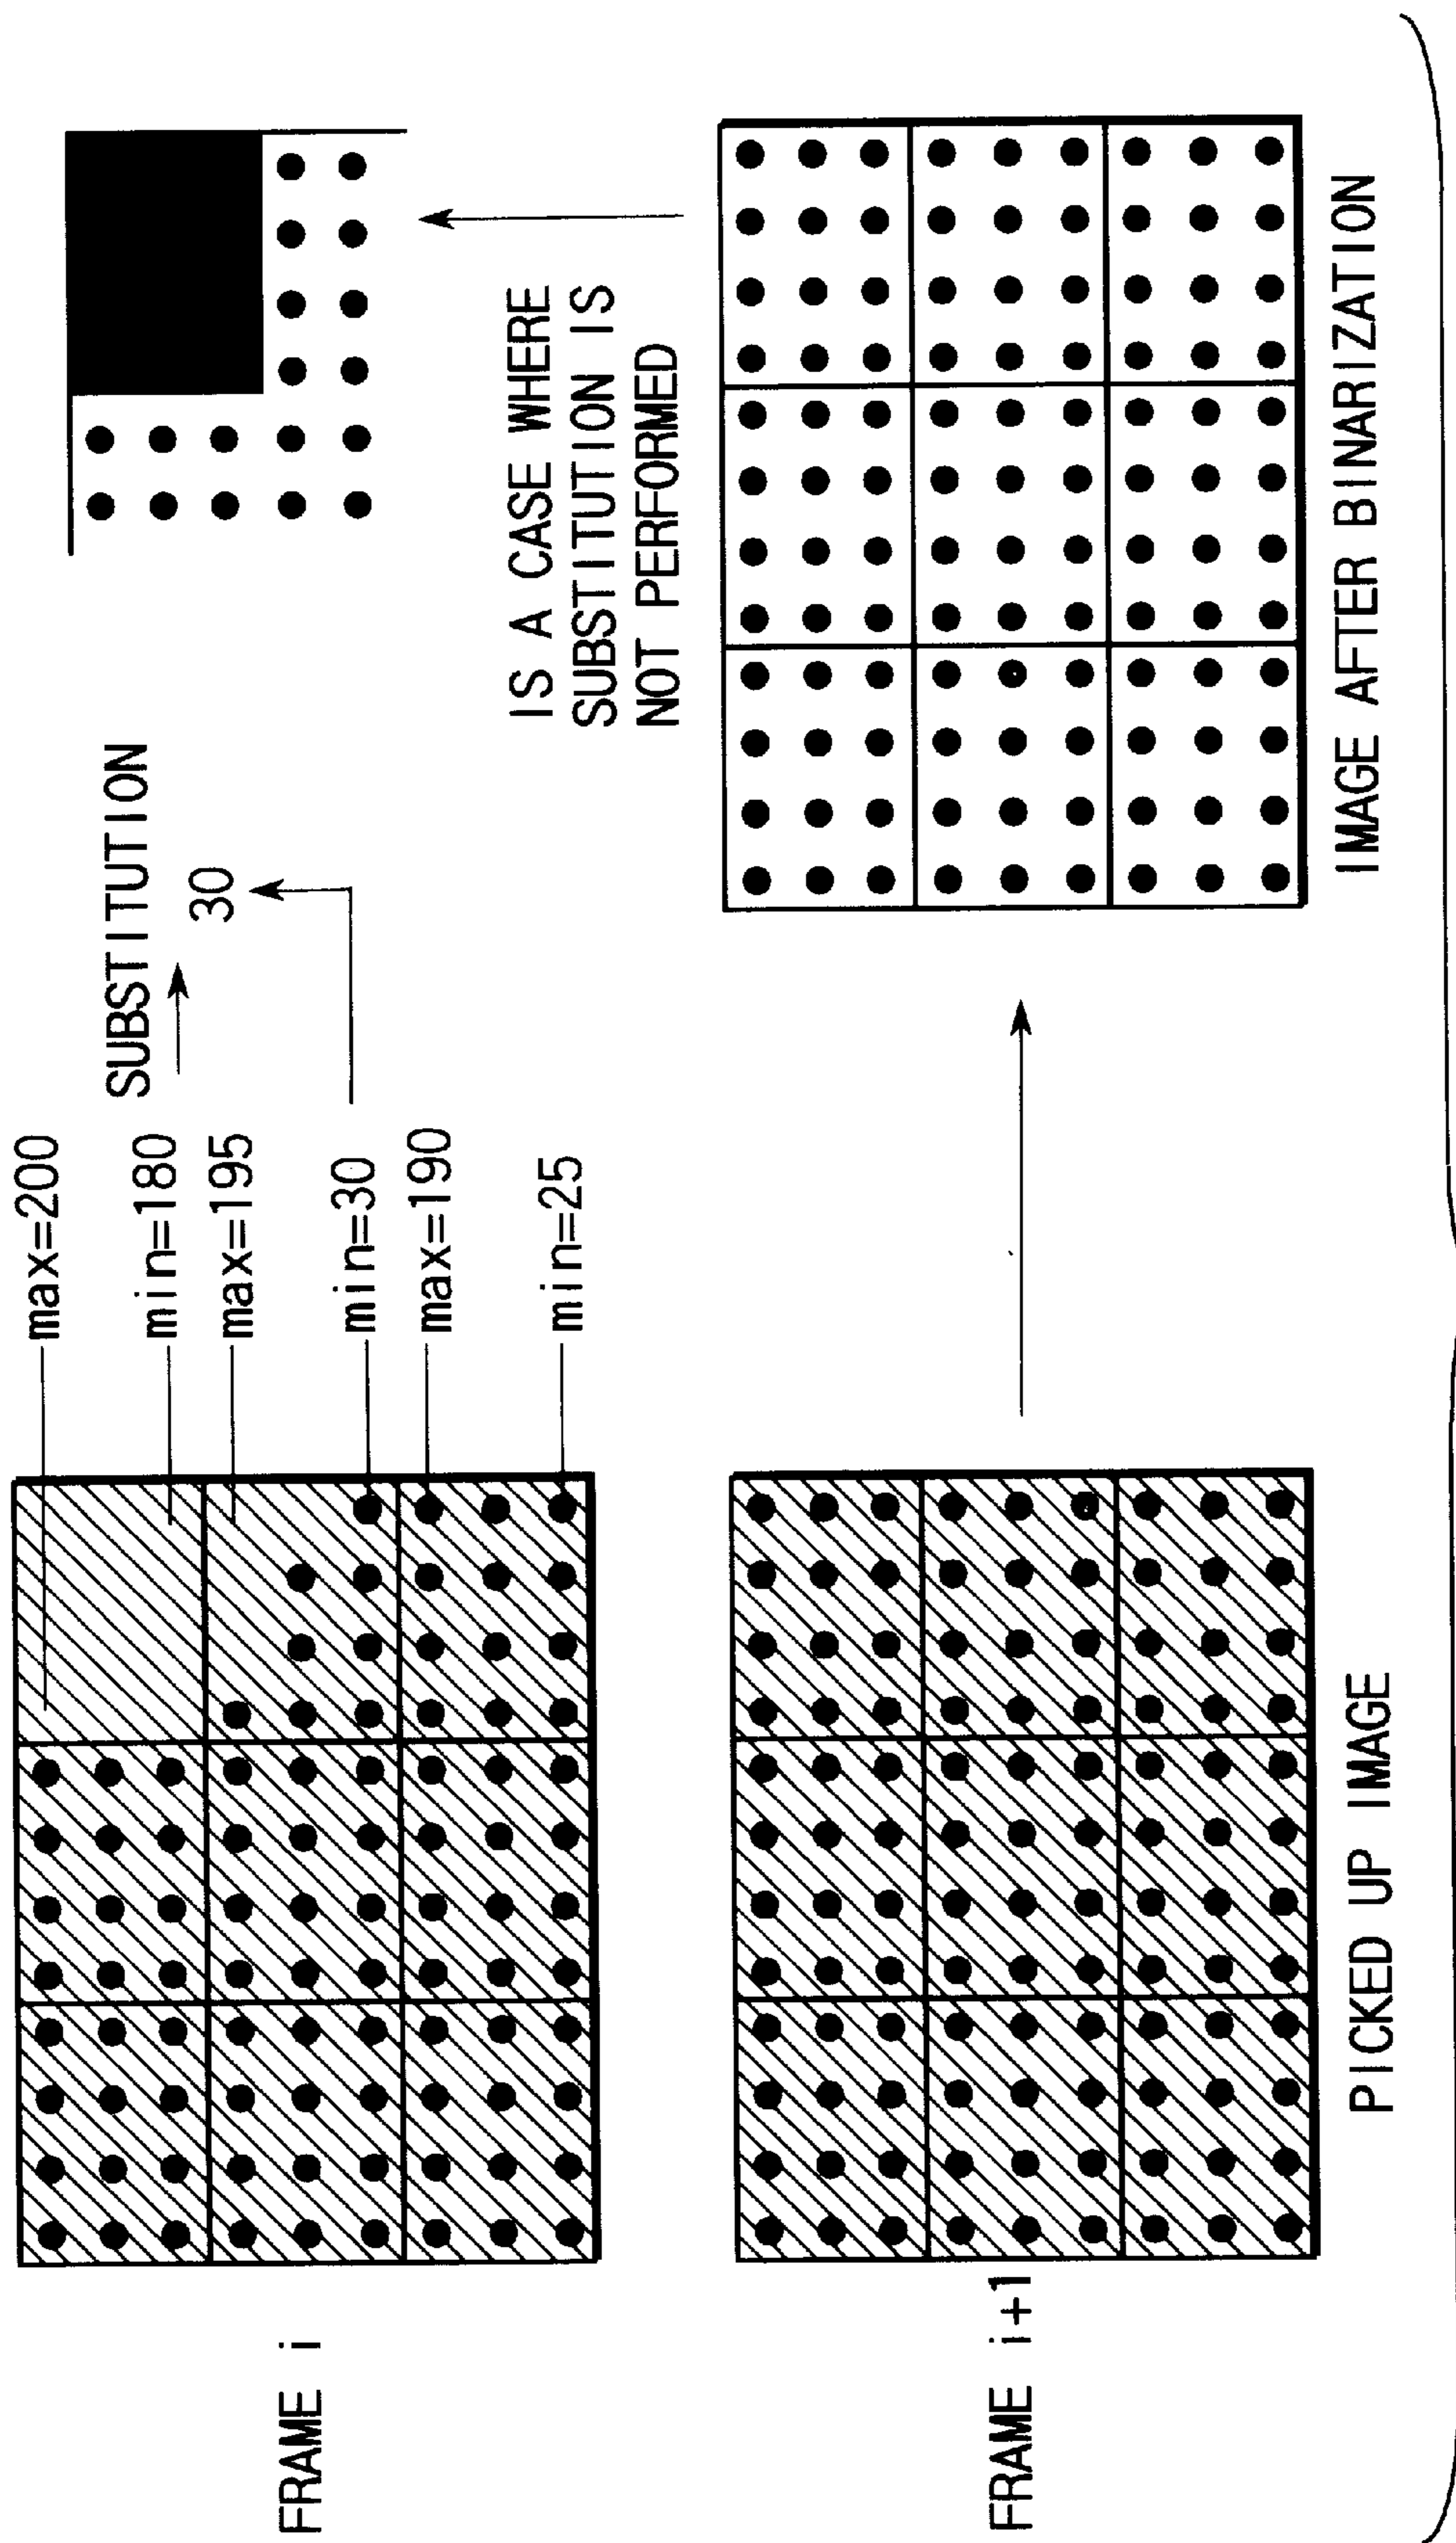 FRAME i
max=200
min=180
max=195
min=30
max=190
min=25
SUBSTITUTION
30
IS A CASE WHERE
SUBSTITUTION IS
NOT PERFORMED
FRAME i+1
PICKED UP IMAGE
IMAGE AFTER BINARIZATION